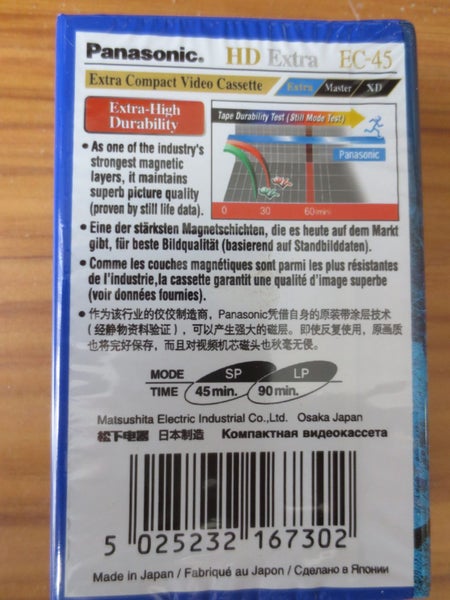 Panasonic. HD Extra EC-45
Extra Compact Video Cassette Extra Master XD
Extra-High
Durability
Tape Durability Test (Still Mode Test)
Panasonic
0 30 60(min)
• As one of the industry's
strongest magnetic
layers, it maintains
superb picture quality
(proven by still life data).
• Eine der stärksten Magnetschichten, die es heute auf dem Markt
gibt, für beste Bildqualität (basierend auf Standbilddaten).
• Comme les couches magnétiques sont parmi les plus résistantes
de l'industrie,la cassette garantit une qualité d'image superbe
(voir données fournies).
• 作为该行业的仪仪制造商，Panasonic凭借自身的原装带涂层技术
（经静物资料验证），可以产生强大的磁层。即使反复使用，原画质
也将完好保存，而且对视频机芯磁头也秋毫无侵。
MODE SP LP
TIME 45min. 90min.
Matsushita Electric Industrial Co.,Ltd. Osaka Japan
松下电器 日本制造 Компактная видеокассета
5 025232 167302
Made in Japan / Fabriqué au Japon / Сделано в Японии